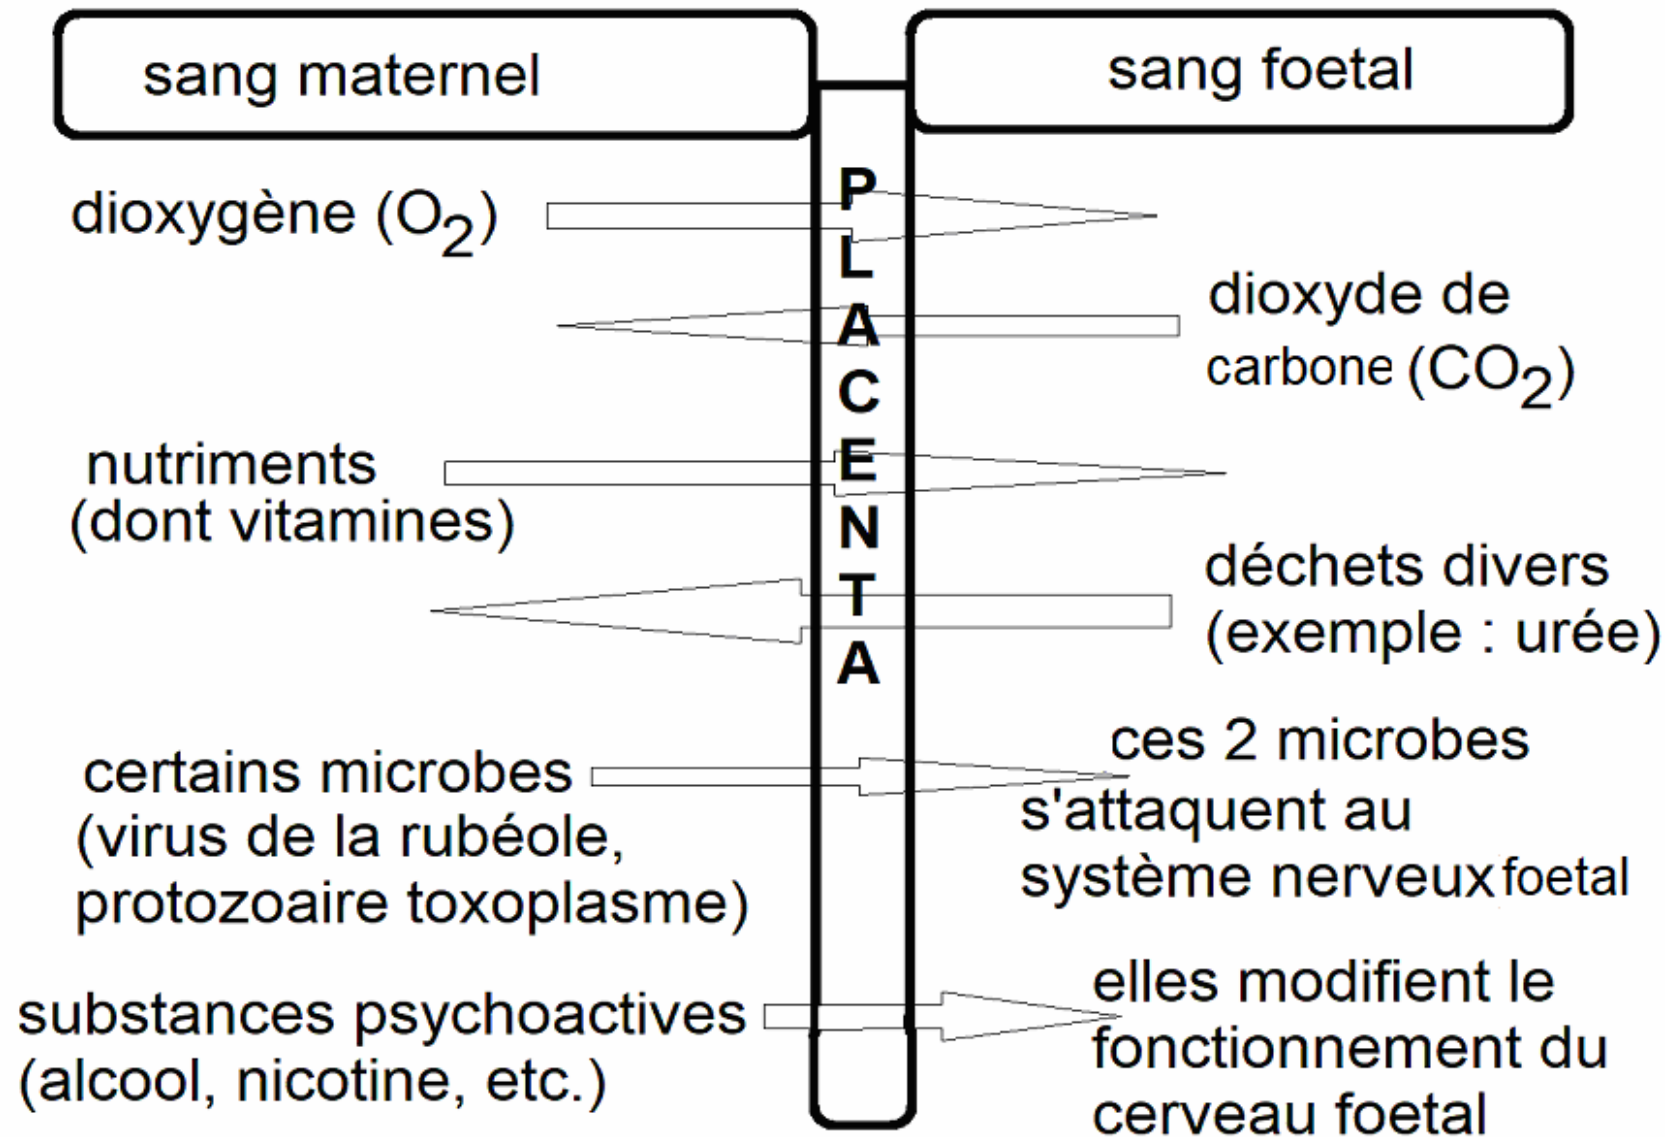 sang maternel
sang foetal
PLACENTA
dioxygène (O2)
dioxyde de
carbone (CO2)
nutriments
(dont vitamines)
déchets divers
(exemple : urée)
certains microbes
(virus de la rubéole,
protozoaire toxoplasme)
ces 2 microbes
s'attaquent au
système nerveux foetal
substances psychoactives
(alcool, nicotine, etc.)
elles modifient le
fonctionnement du
cerveau foetal